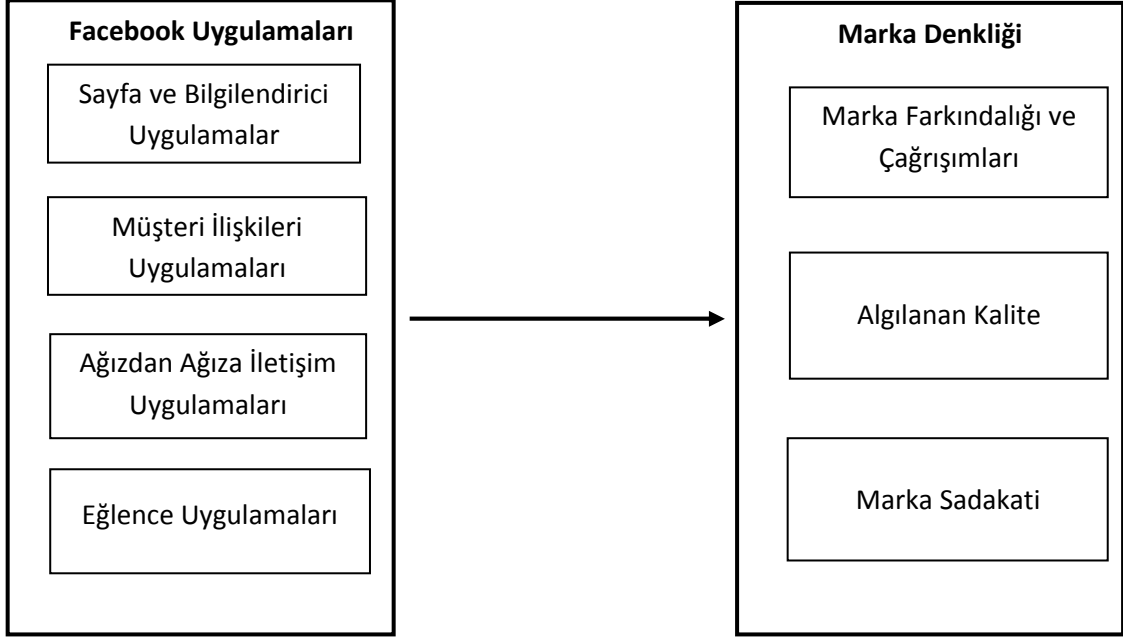 Facebook Uygulamaları
Sayfa ve Bilgilendirici
Uygulamalar
Müşteri İlişkileri
Uygulamaları
Ağızdan Ağıza İletişim
Uygulamaları
Eğlence Uygulamaları
Marka Denkliği
Marka Farkındalığı ve
Çağrışımları
Algılanan Kalite
Marka Sadakati